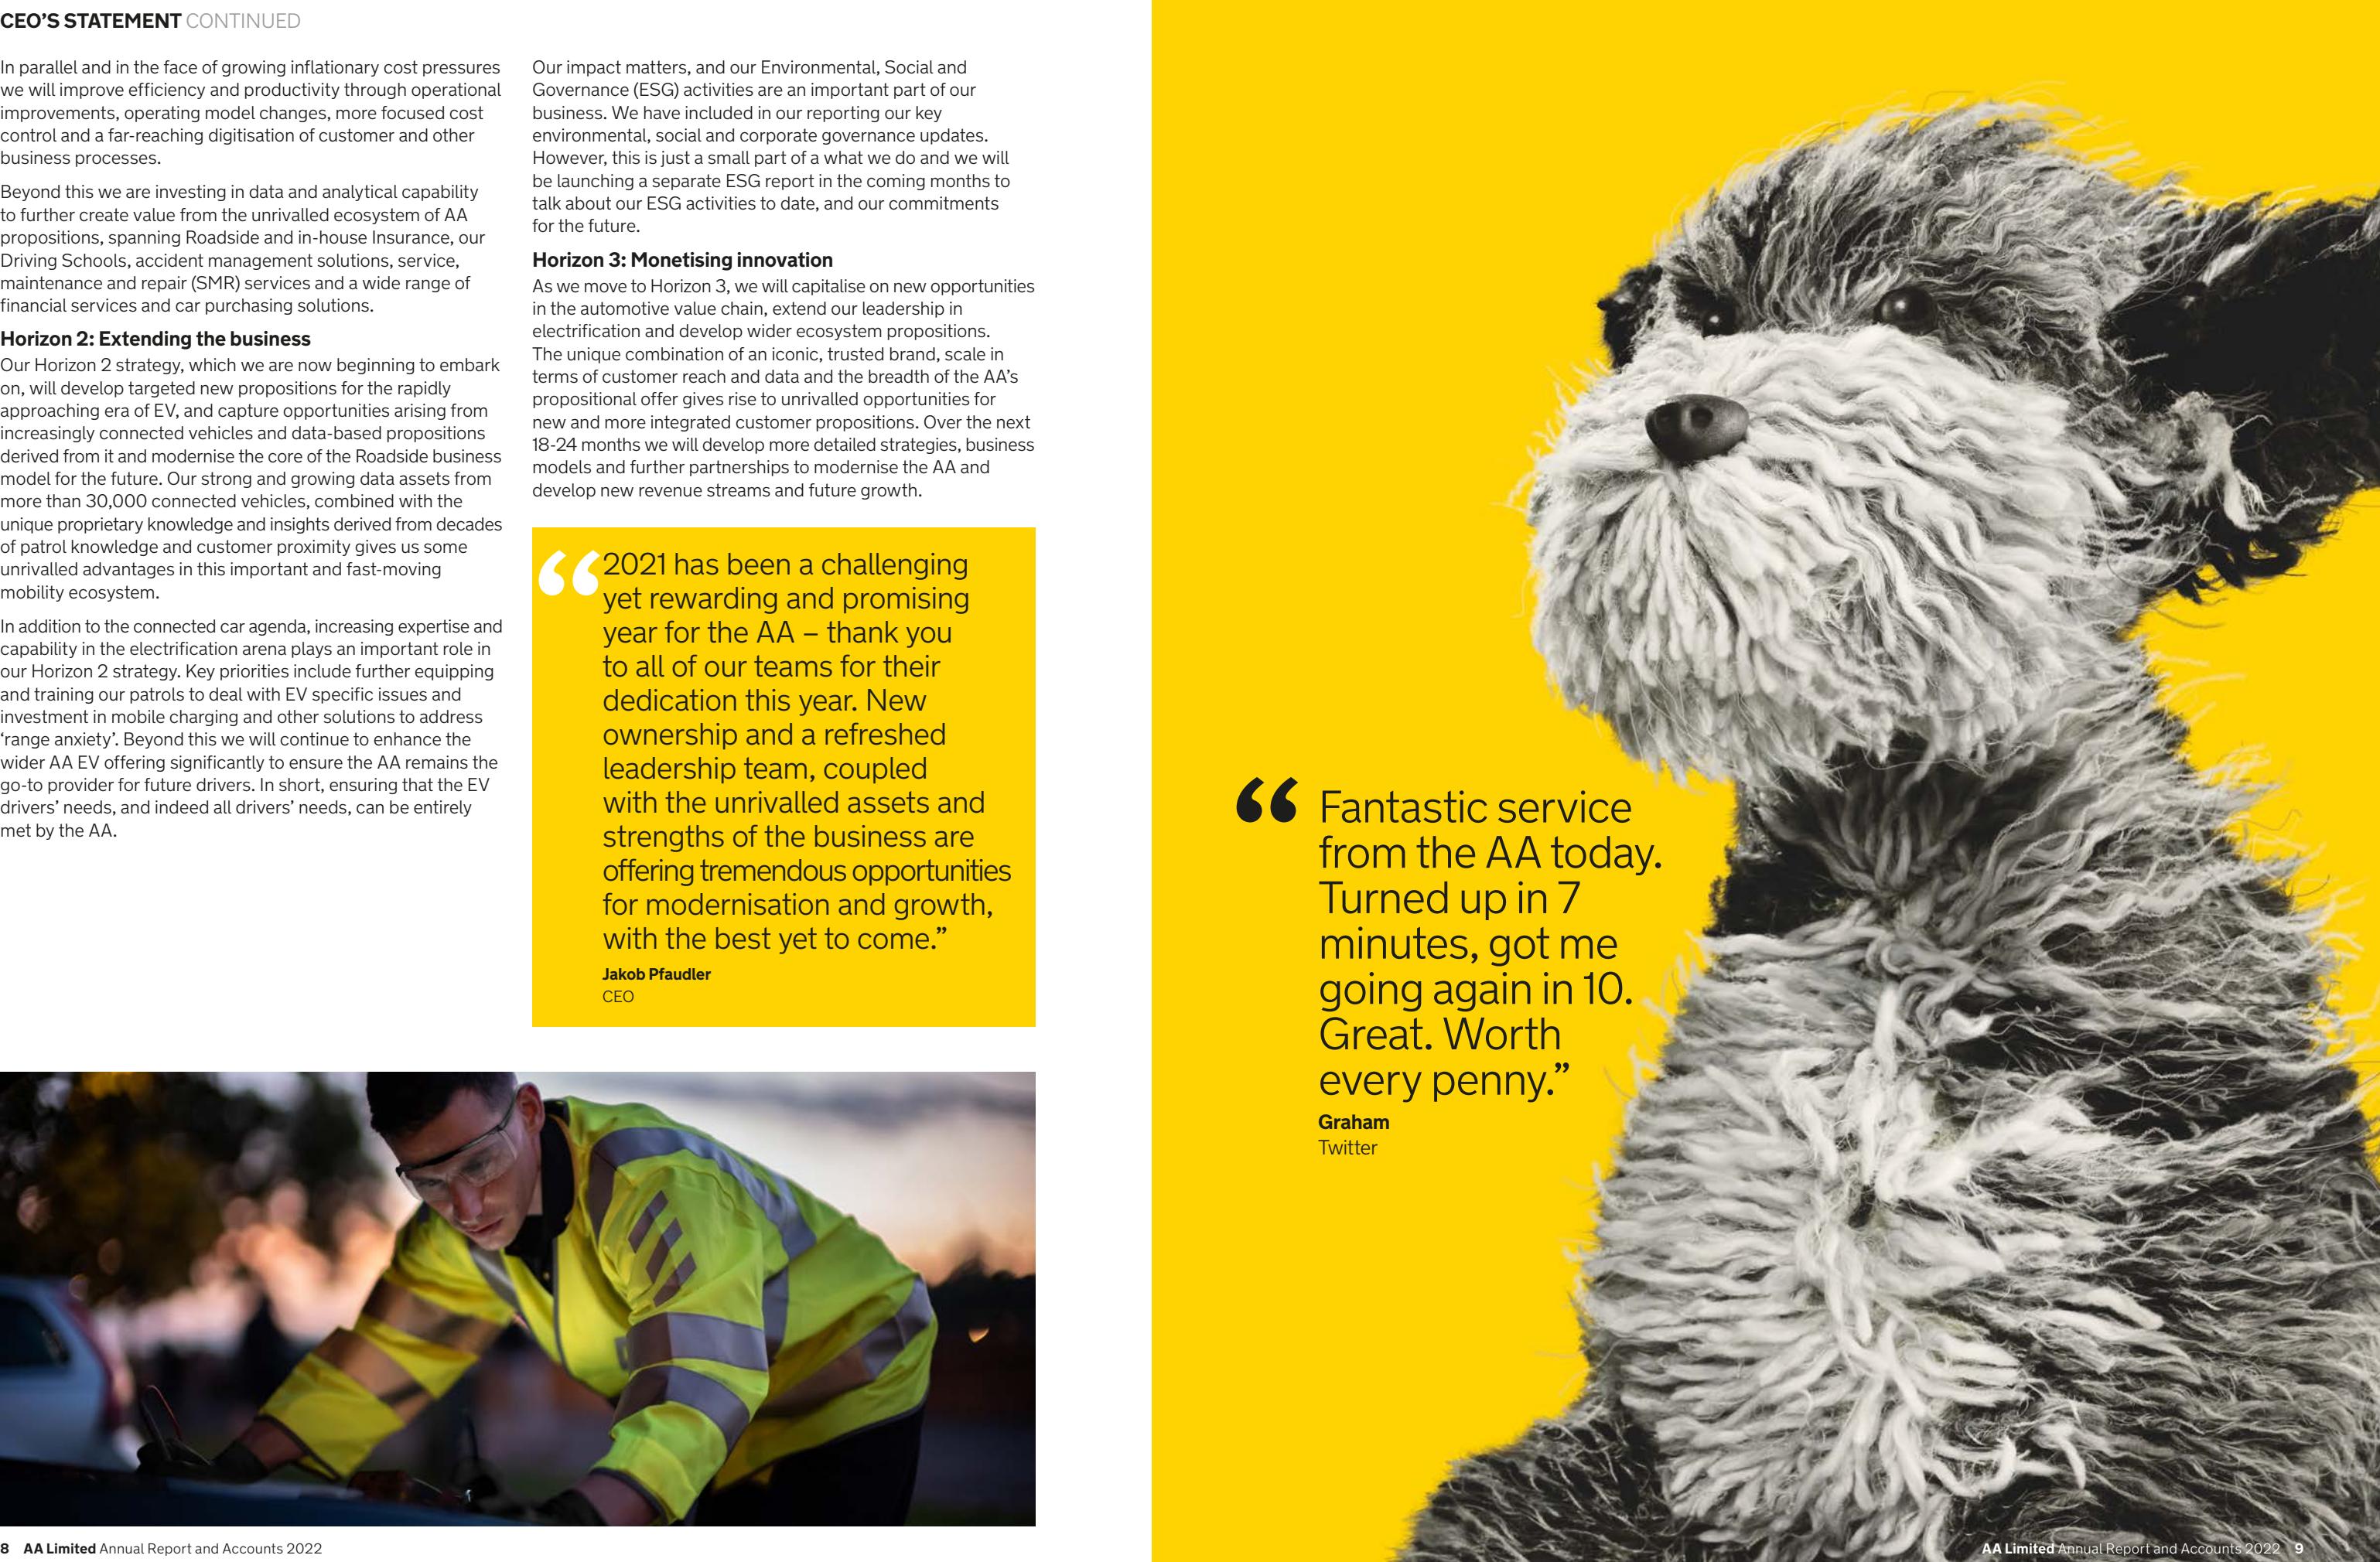 CEO’S STATEMENT CONTINUED
In parallel and in the face of growing inflationary cost pressures
we will improve efficiency and productivity through operational
improvements, operating model changes, more focused cost
control and a far-reaching digitisation of customer and other
business processes.
Beyond this we are investing in data and analytical capability
to further create value from the unrivalled ecosystem of AA
propositions, spanning Roadside and in-house Insurance, our
Driving Schools, accident management solutions, service,
maintenance and repair (SMR) services and a wide range of
financial services and car purchasing solutions.
Horizon 2: Extending the business
Our Horizon 2 strategy, which we are now beginning to embark
on, will develop targeted new propositions for the rapidly
approaching era of EV, and capture opportunities arising from
increasingly connected vehicles and data-based propositions
derived from it and modernise the core of the Roadside business
model for the future. Our strong and growing data assets from
more than 30,000 connected vehicles, combined with the
unique proprietary knowledge and insights derived from decades
of patrol knowledge and customer proximity gives us some
unrivalled advantages in this important and fast-moving
mobility ecosystem.
In addition to the connected car agenda, increasing expertise and
capability in the electrification arena plays an important role in
our Horizon 2 strategy. Key priorities include further equipping
and training our patrols to deal with EV specific issues and
investment in mobile charging and other solutions to address
‘range anxiety’. Beyond this we will continue to enhance the
wider AA EV offering significantly to ensure the AA remains the
go-to provider for future drivers. In short, ensuring that the EV
drivers’ needs, and indeed all drivers’ needs, can be entirely
met by the AA.
Our impact matters, and our Environmental, Social and
Governance (ESG) activities are an important part of our
business. We have included in our reporting our key
environmental, social and corporate governance updates.
However, this is just a small part of a what we do and we will
be launching a separate ESG report in the coming months to
talk about our ESG activities to date, and our commitments
for the future.
Horizon 3: Monetising innovation
As we move to Horizon 3, we will capitalise on new opportunities
in the automotive value chain, extend our leadership in
electrification and develop wider ecosystem propositions.
The unique combination of an iconic, trusted brand, scale in
terms of customer reach and data and the breadth of the AA’s
propositional offer gives rise to unrivalled opportunities for
new and more integrated customer propositions. Over the next
18-24 months we will develop more detailed strategies, business
models and further partnerships to modernise the AA and
develop new revenue streams and future growth.
“2021 has been a challenging
yet rewarding and promising
year for the AA – thank you
to all of our teams for their
dedication this year. New
ownership and a refreshed
leadership team, coupled
with the unrivalled assets and
strengths of the business are
offering tremendous opportunities
for modernisation and growth,
with the best yet to come.”
Jakob Pfaudler
CEO
8 AA Limited Annual Report and Accounts 2022
“Fantastic service
from the AA today.
Turned up in 7
minutes, got me
going again in 10.
Great. Worth
every penny.”
Graham
Twitter
AA Limited Annual Report and Accounts 2022 9